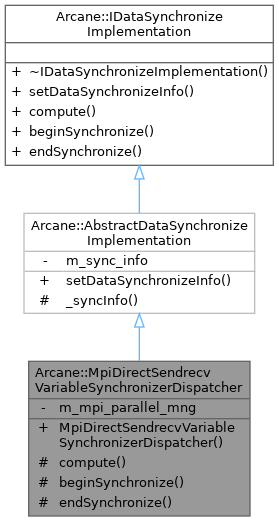 Arcane::IDataSynchronize
Implementation
+ ~IDataSynchronizeImplementation()
+ setDataSynchronizeInfo()
+ compute()
+ beginSynchronize()
+ endSynchronize()
Arcane::AbstractDataSynchronize
Implementation
- m_sync_info
+ setDataSynchronizeInfo()
# _syncInfo()
Arcane::MpiDirectSendrecv
VariableSynchronizerDispatcher
- m_mpi_parallel_mng
+ MpiDirectSendrecvVariable
SynchronizerDispatcher()
# compute()
# beginSynchronize()
# endSynchronize()